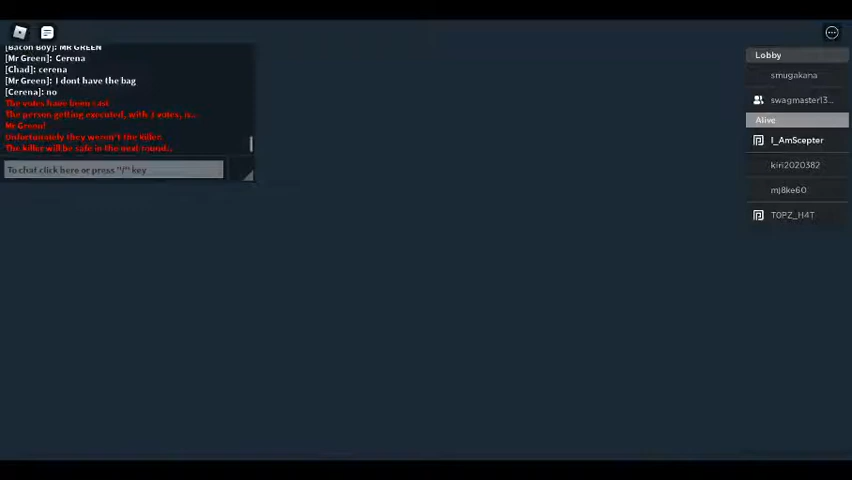 [Bacon Boy]: MR GREEN
[Mr Green]: Cerena
[Chad]: cerena
[Mr Green]: I dont have the bag
[Cerena]: no
The votes have been cast
The person getting executed, with 3 votes, is...
Mr Green!
Unfortunately they weren't the killer.
The killer will be safe in the next round..
To chat click here or press "/" key
Lobby
smugakana
swagmaster13...
Alive
I_AmScepter
kiri2020382
mj8ke60
T0PZ_H4T